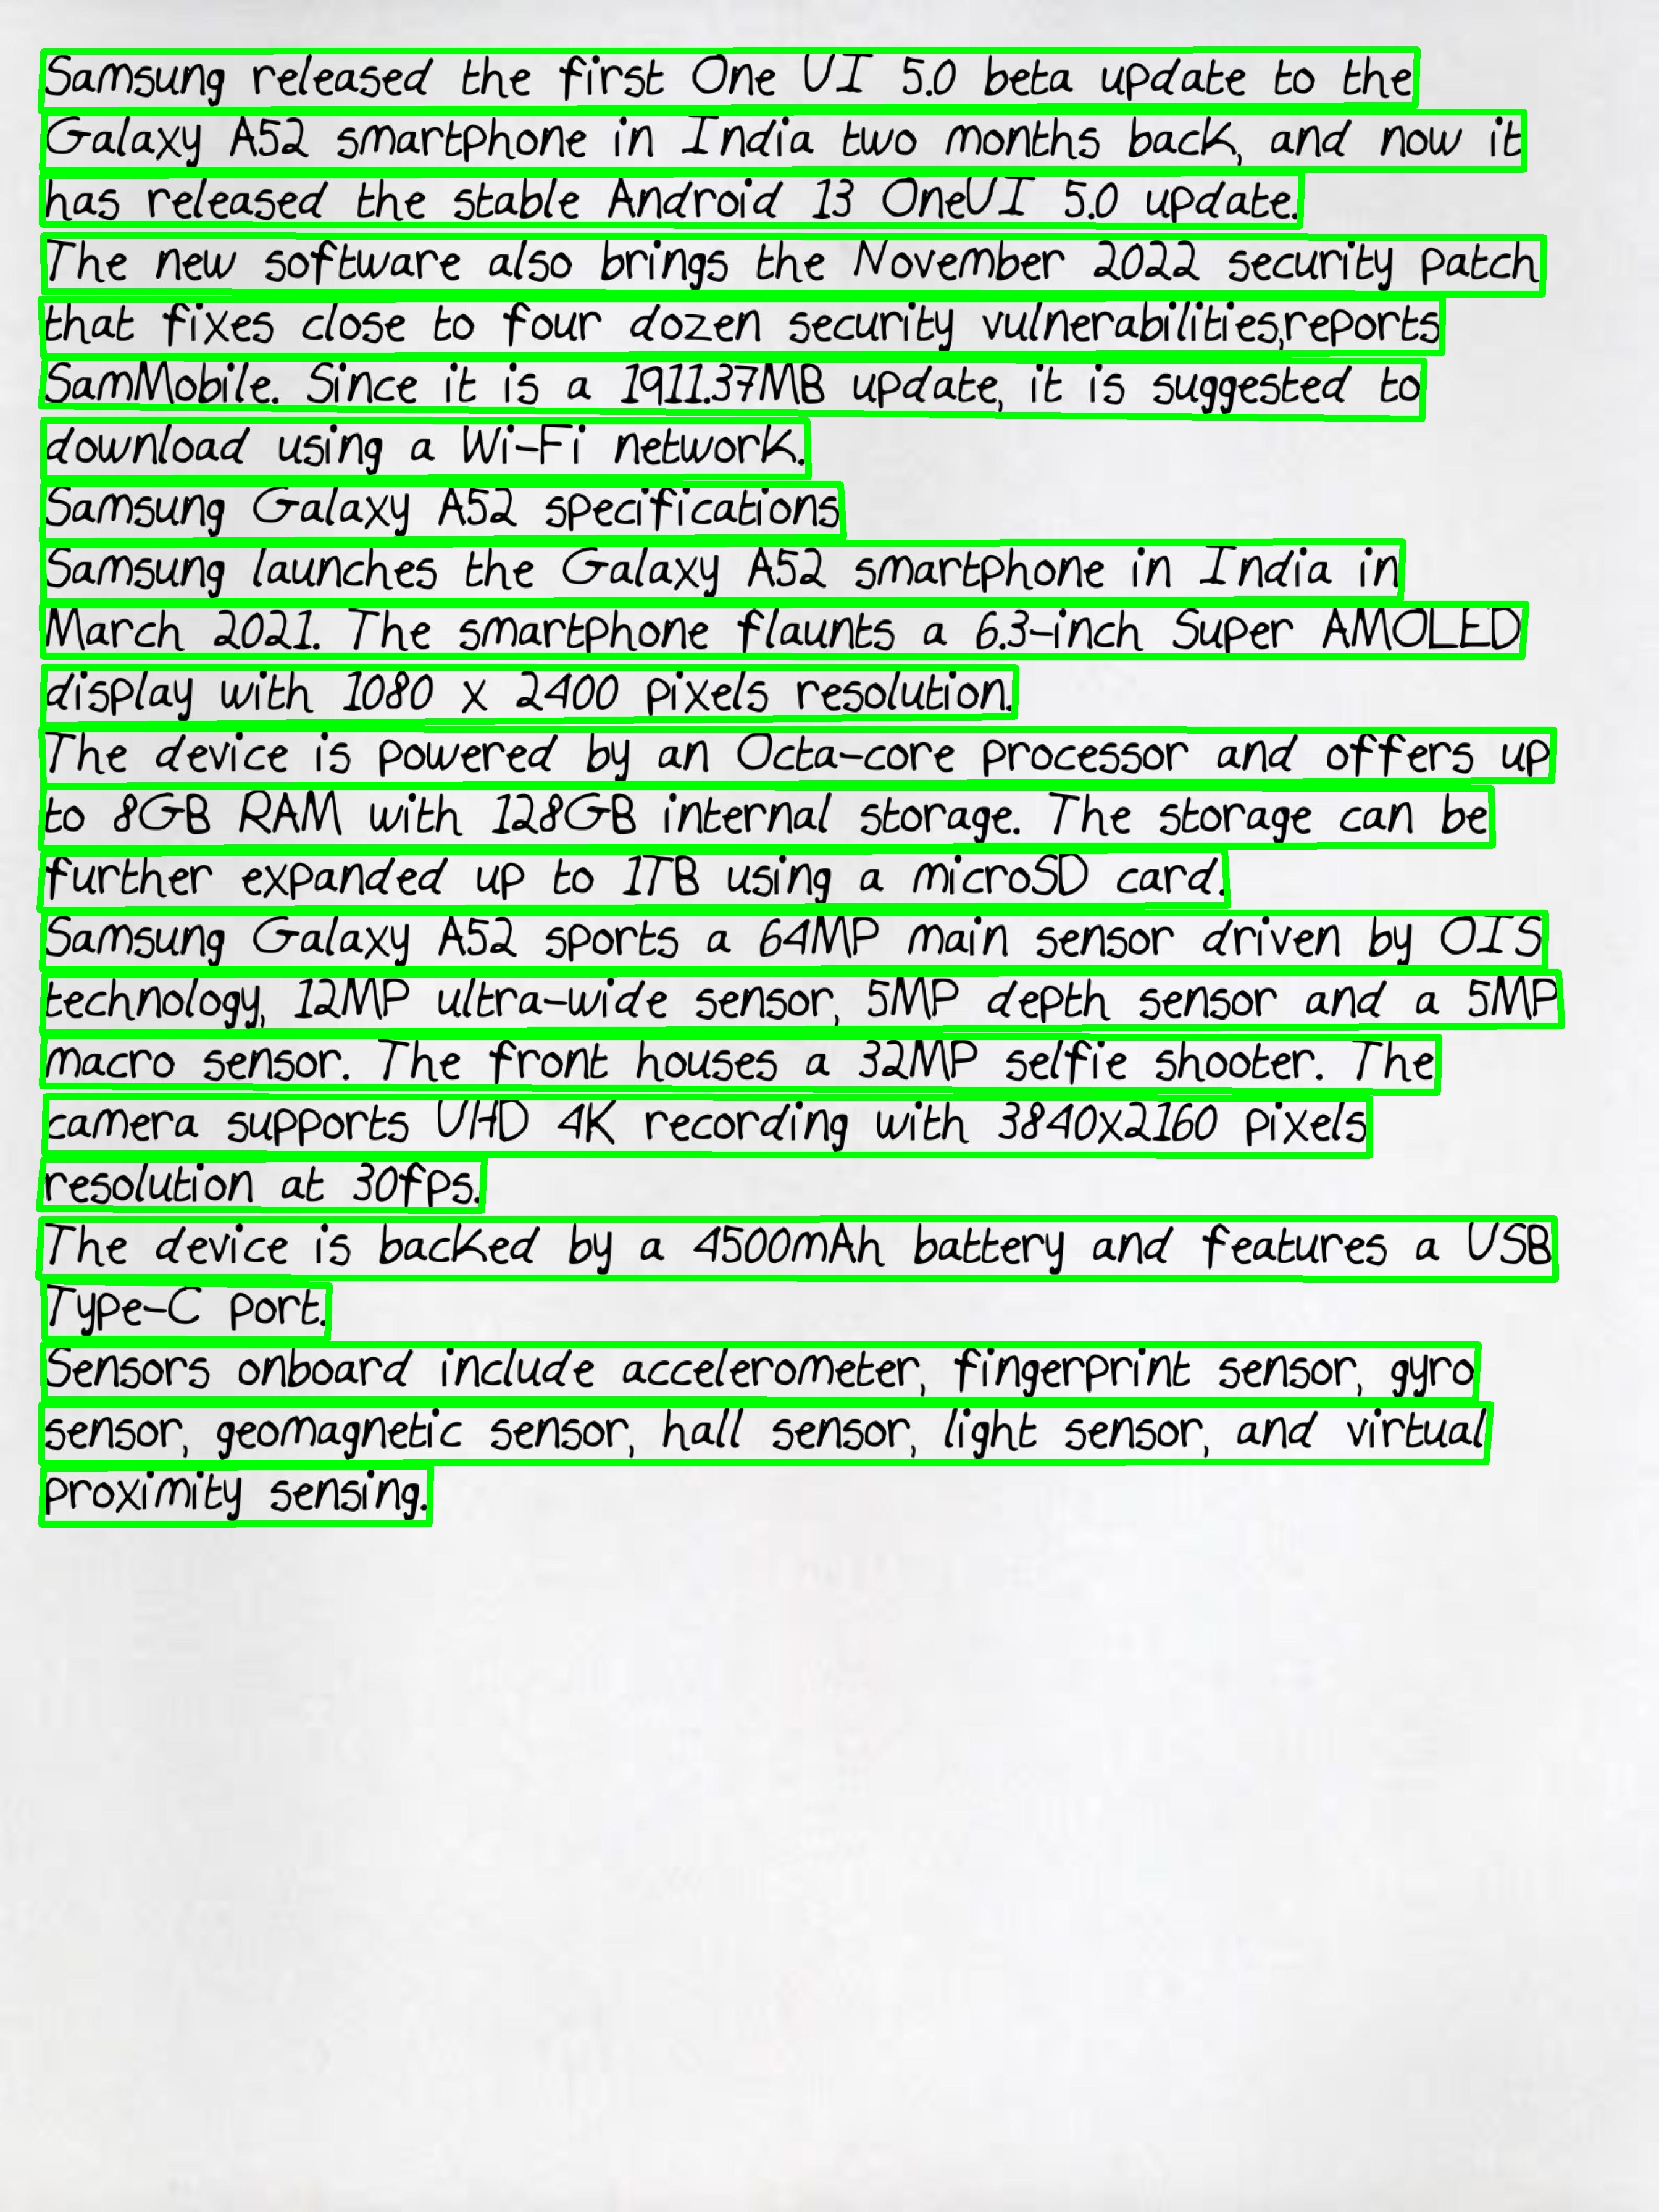 Samsung released the first One UI 5.0 beta update to the
Galaxy A52 smartphone in India two months back, and now it
has released the stable Android 13 OneUI 5.0 update.
The new software also brings the November 2022 security patch
that fixes close to four dozen security vulnerabilities,reports
SamMobile. Since it is a 1911.37MB update, it is suggested to
download using a Wi-Fi network.
Samsung Galaxy A52 specifications
Samsung launches the Galaxy A52 smartphone in India in
March 2021. The smartphone flaunts a 6.3-inch Super AMOLED
display with 1080 x 2400 pixels resolution.
The device is powered by an Octa-core processor and offers up
to 8GB RAM with 128GB internal storage. The storage can be
further expanded up to 1TB using a microSD card.
Samsung Galaxy A52 sports a 64MP main sensor driven by OIS
technology, 12MP ultra-wide sensor, 5MP depth sensor and a 5MP
macro sensor. The front houses a 32MP selfie shooter. The
camera supports UHD 4K recording with 3840x2160 pixels
resolution at 30fps.
The device is backed by a 4500mAh battery and features a USB
Type-C port.
Sensors onboard include accelerometer, fingerprint sensor, gyro
sensor, geomagnetic sensor, hall sensor, light sensor, and virtual
proximity sensing.